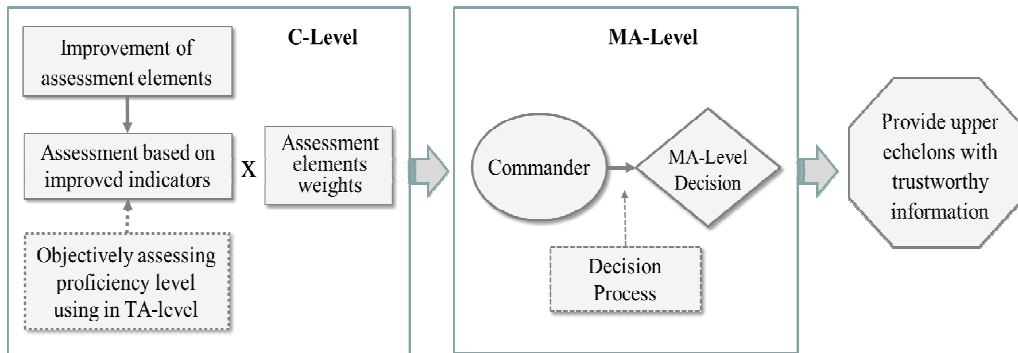 C-Level
Improvement of
assessment elements
Assessment based on
improved indicators
X
Assessment
elements
weights
Objectively assessing
proficiency level
using in TA-level
MA-Level
Commander
MA-Level
Decision
Decision
Process
Provide upper
echelons with
trustworthy
information